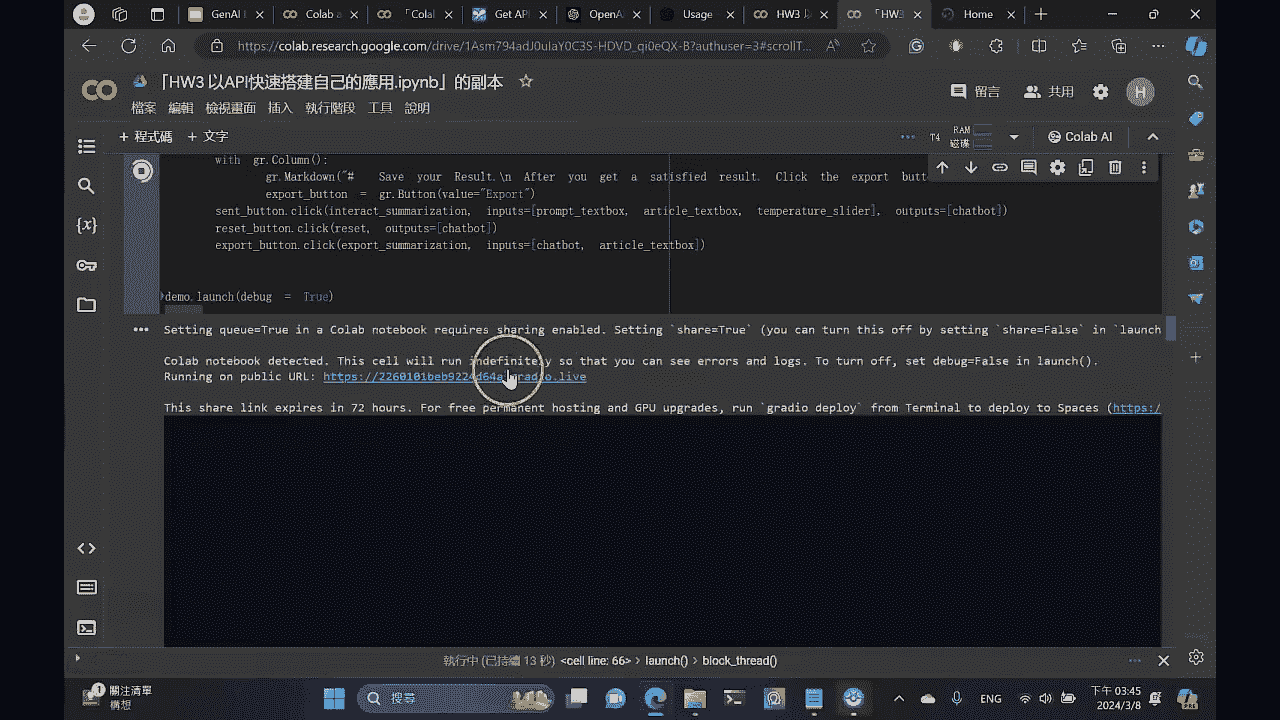 GenAI
Colab a
「Colal
Get API
OpenA
Usage
HW3 
「HW3
Home
https://colab.research.google.com/drive/1Asm794adJ0uIaY0C3S-HDVD_qi0eQX-B?authuser=3#scrollT...
「HW3 以API快速搭建自己的應用.ipynb」的副本
檔案 編輯 檢視畫面 插入 執行階段 工具 說明
留言 共用 H
+ 程式碼 + 文字
T4 RAM 磁碟 Colab AI
with gr.Column():
gr.Markdown("# Save your Result.\n After you get a satisfied result. Click the export butt
export_button = gr.Button(value="Export")
sent_button.click(interact_summarization, inputs=[prompt_textbox, article_textbox, temperature_slider], outputs=[chatbot])
reset_button.click(reset, outputs=[chatbot])
export_button.click(export_summarization, inputs=[chatbot, article_textbox])
demo.launch(debug = True)
Setting queue=True in a Colab notebook requires sharing enabled. Setting `share=True` (you can turn this off by setting `share=False` in `launch
Colab notebook detected. This cell will run indefinitely so that you can see errors and logs. To turn off, set debug=False in launch().
Running on public URL: https://2260101beb9224d64a.gradio.live
This share link expires in 72 hours. For free permanent hosting and GPU upgrades, run `gradio deploy` from Terminal to deploy to Spaces (https:/
執行中 (已持續 13 秒) <cell line: 66> > launch() > block_thread()
1
關注清單
構想
搜尋
ENG
下午 03:45
2024/3/8